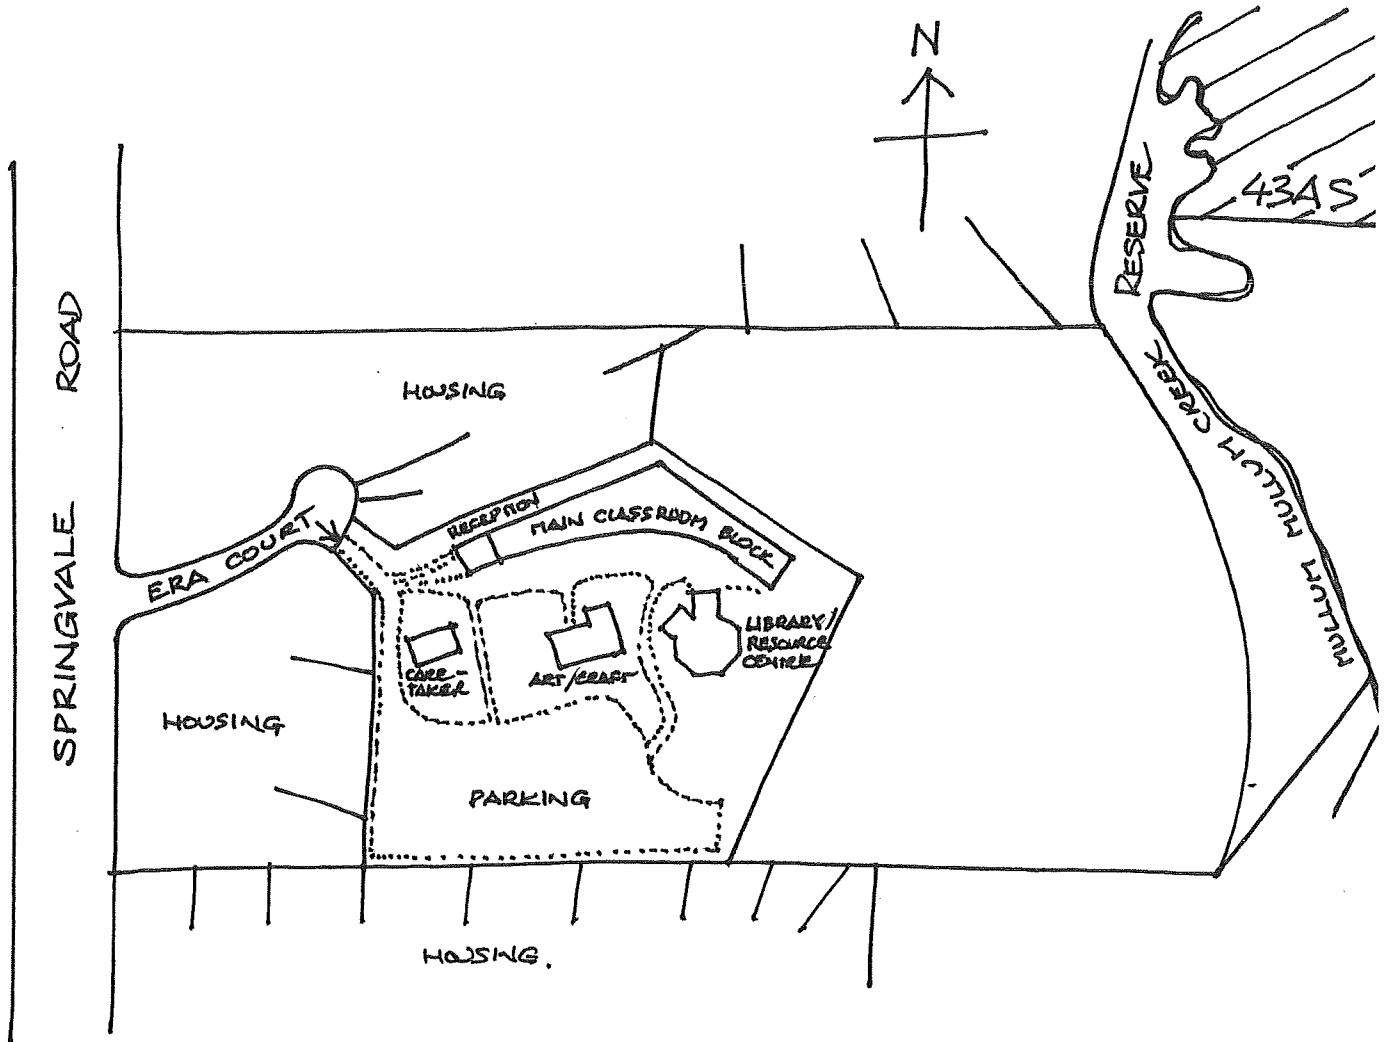 N
RESERVE
43AS
SPRINGVALE ROAD
HOUSING
ERA COURT
RECEPTION
MAIN CLASSROOM BLOCK
MULLUM MULLUM CREEK
LIBRARY/
RESOURCE
CENTRE
CARE-
TAKER
ART/CRAFT
HOUSING
PARKING
HOUSING.